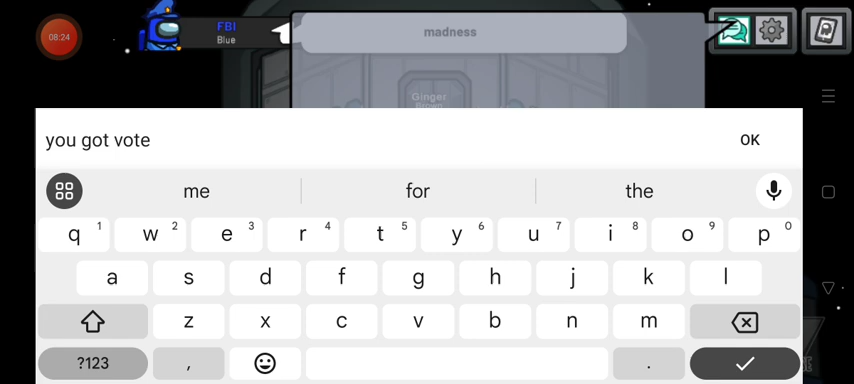 08:24
FBI
Blue
madness
Ginger
Brown
you got vote
OK
me for the
q 1 w 2 e 3 r 4 t 5 y 6 u 7 i 8 o 9 p 0
a s d f g h j k l
z x c v b n m
?123 , .